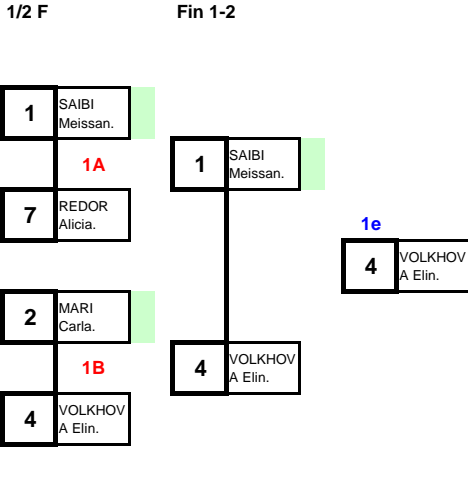 1/2 F
Fin 1-2
1
SAIBI
Meissan.
1A
7
REDOR
Alicia.
2
MARI
Carla.
1B
4
VOLKHOV
A Elin.
1
SAIBI
Meissan.
4
VOLKHOV
A Elin.
1e
4
VOLKHOV
A Elin.